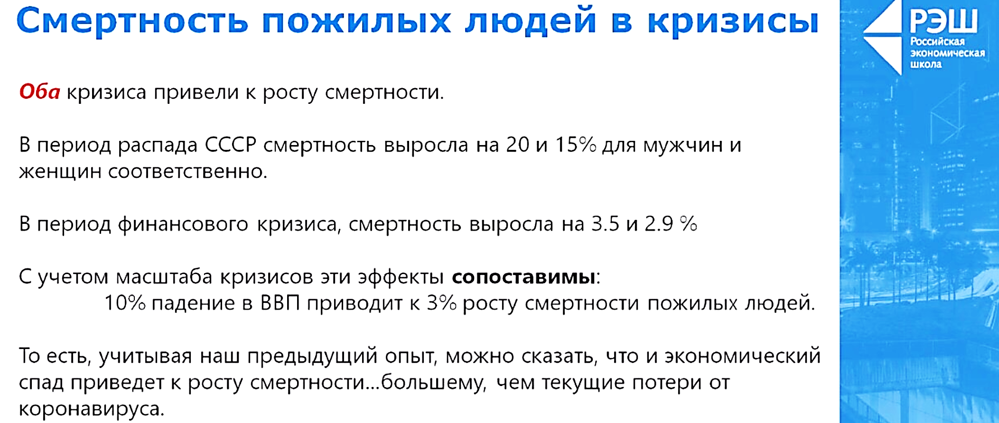 Смертность пожилых людей в кризисы
РЭШ
Российская
экономическая
школа
Оба кризиса привели к росту смертности.
В период распада СССР смертность выросла на 20 и 15% для мужчин и
женщин соответственно.
В период финансового кризиса, смертность выросла на 3.5 и 2.9 %
С учетом масштаба кризисов эти эффекты сопоставимы:
10% падение в ВВП приводит к 3% росту смертности пожилых людей.
То есть, учитывая наш предыдущий опыт, можно сказать, что и экономический
спад приведет к росту смертности...большему, чем текущие потери от
коронавируса.